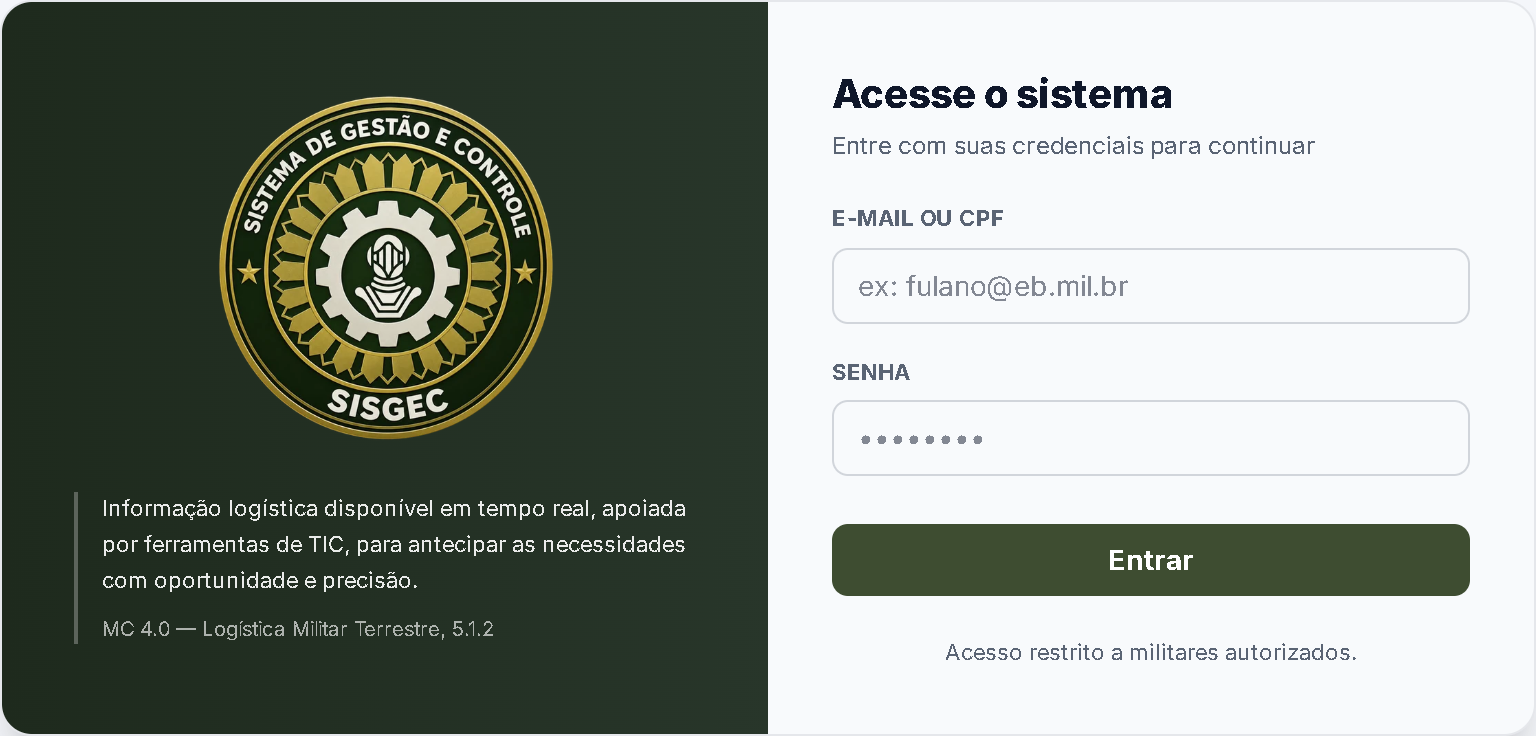 SISTEMA DE GESTÃO E CONTROLE
SISGEC
Informação logística disponível em tempo real, apoiada
por ferramentas de TIC, para antecipar as necessidades
com oportunidade e precisão.
MC 4.0 — Logística Militar Terrestre, 5.1.2
Acesse o sistema
Entre com suas credenciais para continuar
E-MAIL OU CPF
ex: fulano@eb.mil.br
SENHA
••••••••
Entrar
Acesso restrito a militares autorizados.